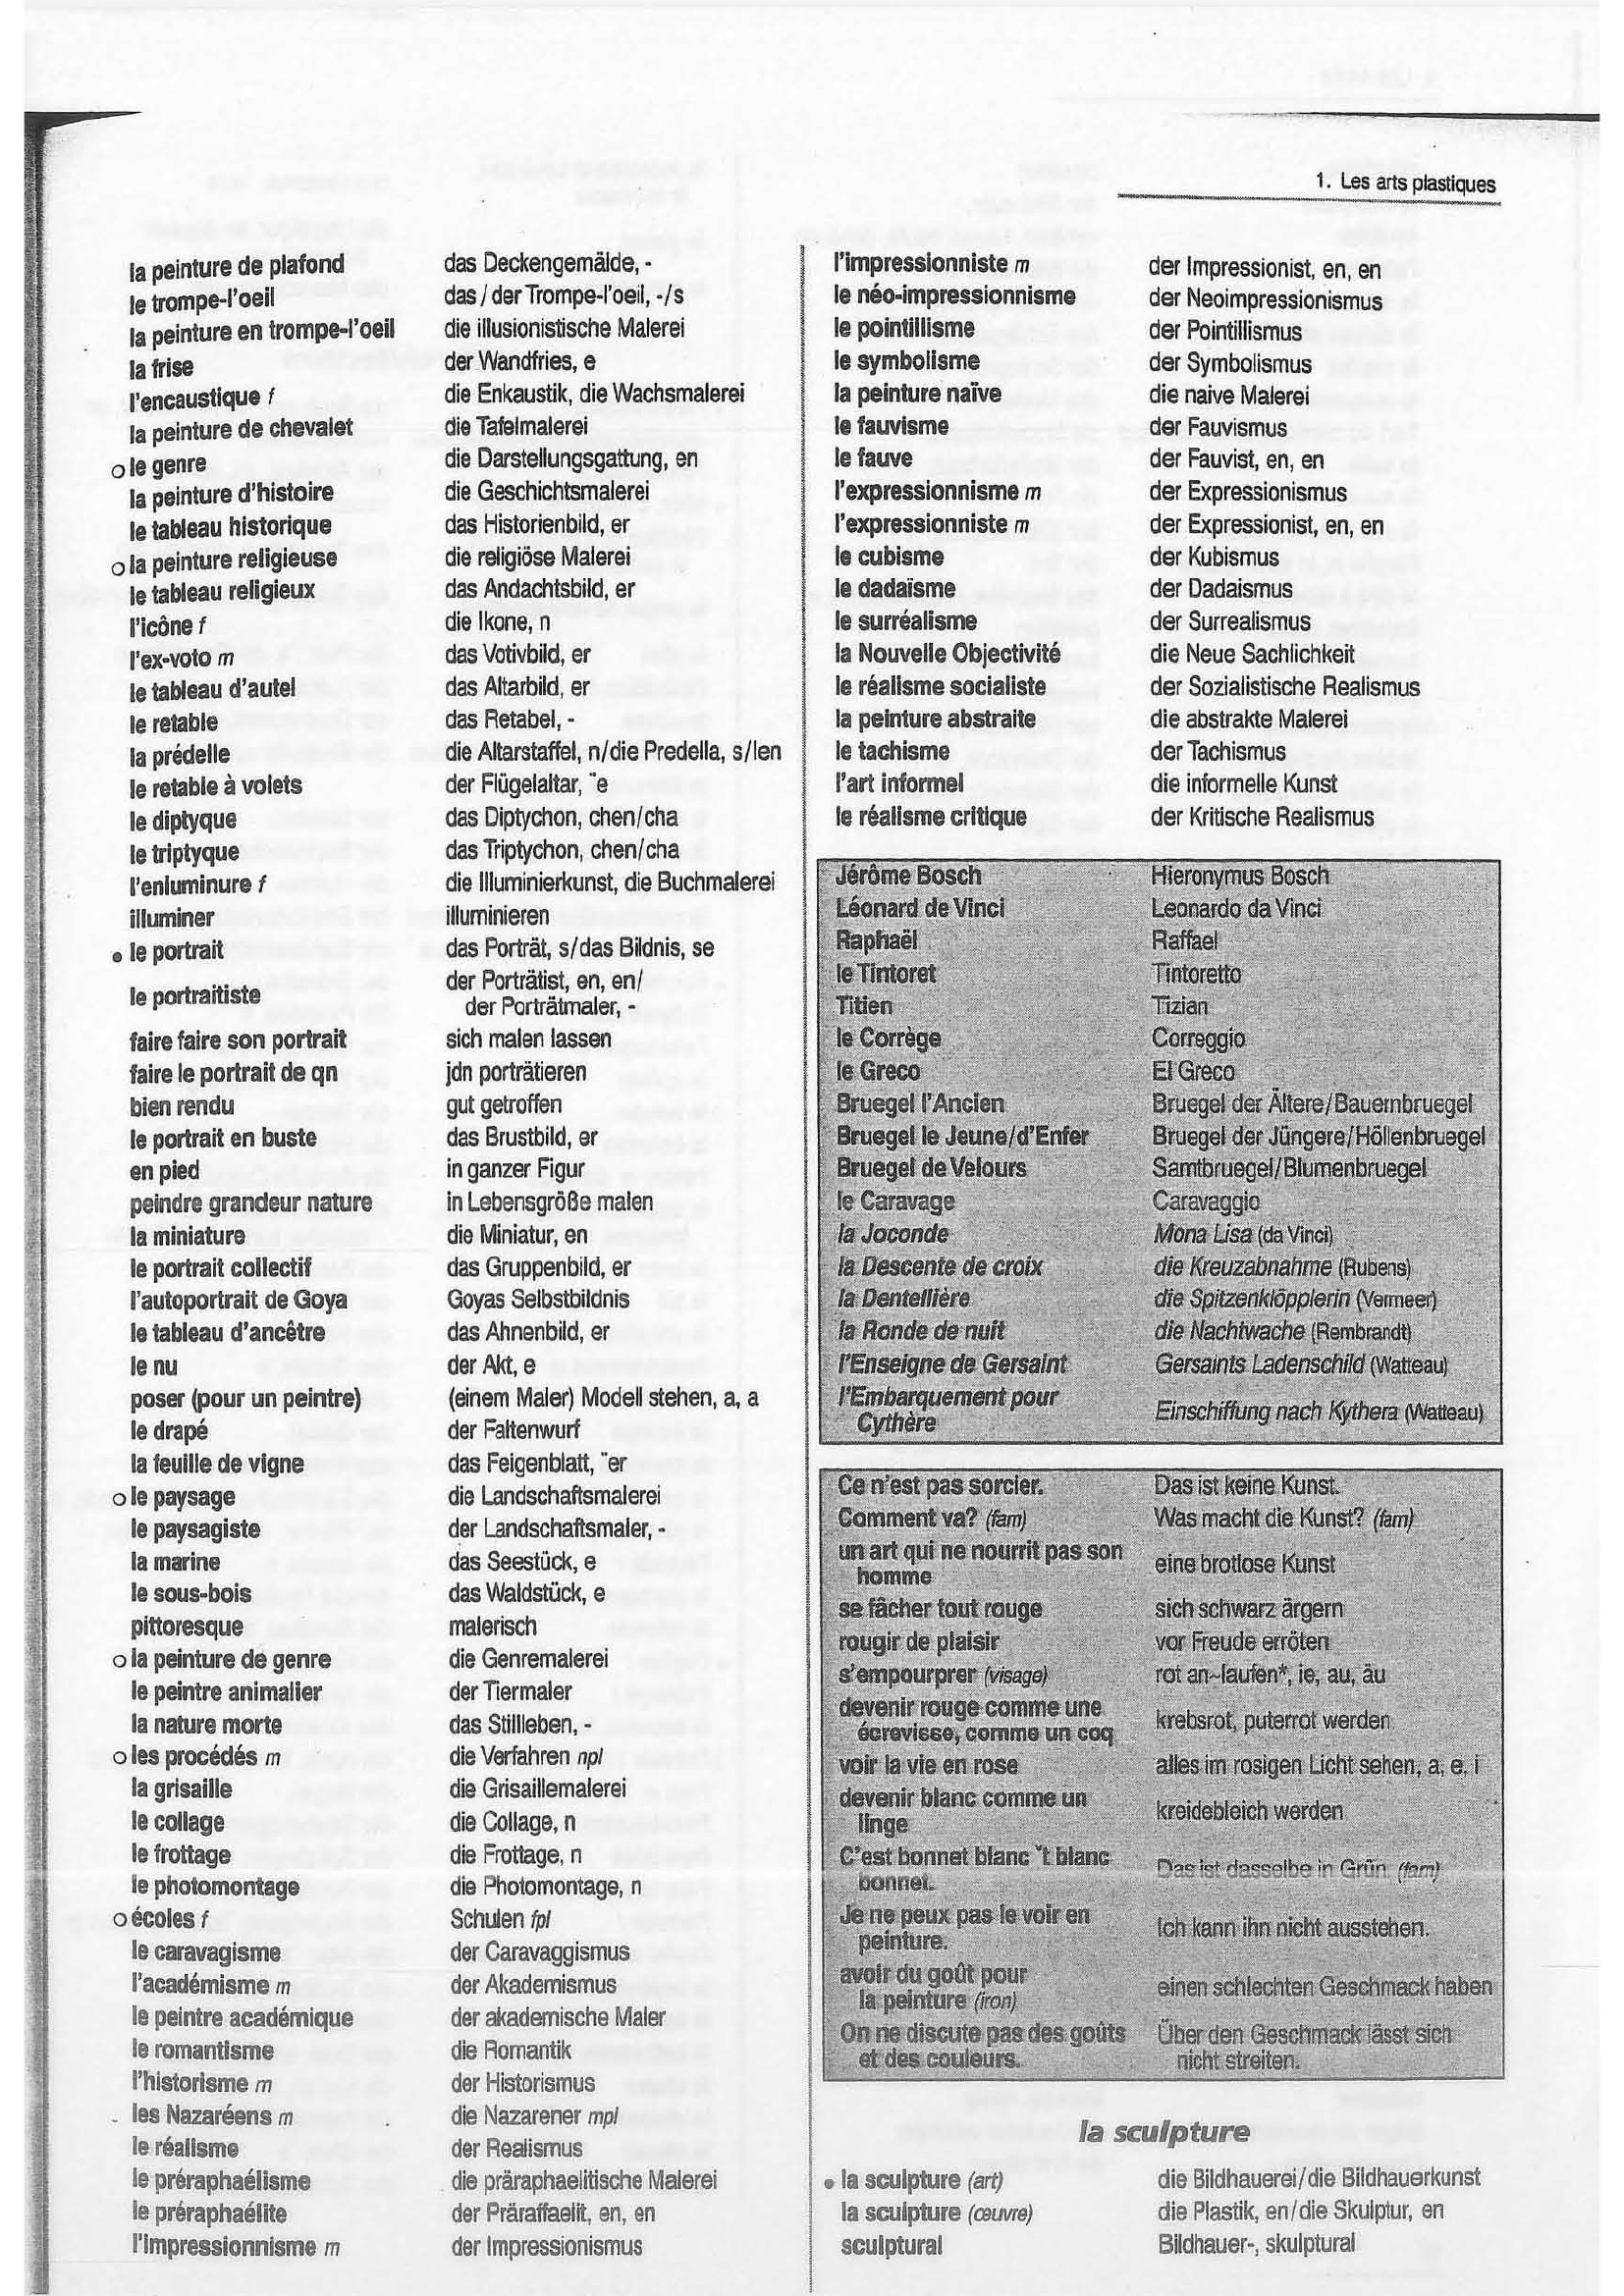 1. Les arts plastiques
la peinture de plafond das Deckengemälde, -
le trompe-l'oeil das / der Trompe-l'oeil, -/s
la peinture en trompe-l'oeil die illusionistische Malerei
la frise der Wandfries, e
l'encaustique f die Enkaustik, die Wachsmalerei
la peinture de chevalet die Tafelmalerei
o le genre die Darstellungsgattung, en
la peinture d'histoire die Geschichtsmalerei
le tableau historique das Historienbild, er
o la peinture religieuse die religiöse Malerei
le tableau religieux das Andachtsbild, er
l'icône f die Ikone, n
l'ex-voto m das Votivbild, er
le tableau d'autel das Altarbild, er
le retable das Retabel, -
la prédelle die Altarstaffel, n/die Predella, s/len
le retable à volets der Flügelaltar, ¨e
le diptyque das Diptychon, chen/cha
le triptyque das Triptychon, chen/cha
l'enluminure f die Illuminierkunst, die Buchmalerei
illuminer illuminieren
• le portrait das Porträt, s/das Bildnis, se
le portraitiste der Porträtist, en, en/
der Porträtmaler, -
faire faire son portrait sich malen lassen
faire le portrait de qn jdn porträtieren
bien rendu gut getroffen
le portrait en buste das Brustbild, er
en pied in ganzer Figur
peindre grandeur nature in Lebensgröße malen
la miniature die Miniatur, en
le portrait collectif das Gruppenbild, er
l'autoportrait de Goya Goyas Selbstbildnis
le tableau d'ancêtre das Ahnenbild, er
le nu der Akt, e
poser (pour un peintre) (einem Maler) Modell stehen, a, a
le drapé der Faltenwurf
la feuille de vigne das Feigenblatt, ¨er
o le paysage die Landschaftsmalerei
le paysagiste der Landschaftsmaler, -
la marine das Seestück, e
le sous-bois das Waldstück, e
pittoresque malerisch
o la peinture de genre die Genremalerei
le peintre animalier der Tiermaler
la nature morte das Stillleben, -
o les procédés m die Verfahren npl
la grisaille die Grisaillemalerei
le collage die Collage, n
le frottage die Frottage, n
le photomontage die Photomontage, n
o écoles f Schulen fpl
le caravagisme der Caravaggismus
l'académisme m der Akademismus
le peintre académique der akademische Maler
le romantisme die Romantik
l'historisme m der Historismus
les Nazaréens m die Nazarener mpl
le réalisme der Realismus
le préraphaélisme die präraphaelitische Malerei
le préraphaélite der Präraffaelit, en, en
l'impressionnisme m der Impressionismus
l'impressionniste m der Impressionist, en, en
le néo-impressionnisme der Neoimpressionismus
le pointillisme der Pointillismus
le symbolisme der Symbolismus
la peinture naïve die naive Malerei
le fauvisme der Fauvismus
le fauve der Fauvist, en, en
l'expressionnisme m der Expressionismus
l'expressionniste m der Expressionist, en, en
le cubisme der Kubismus
le dadaïsme der Dadaismus
le surréalisme der Surrealismus
la Nouvelle Objectivité die Neue Sachlichkeit
le réalisme socialiste der Sozialistische Realismus
la peinture abstraite die abstrakte Malerei
le tachisme der Tachismus
l'art informel die informelle Kunst
le réalisme critique der Kritische Realismus
Jérôme Bosch Hieronymus Bosch
Léonard de Vinci Leonardo da Vinci
Raphaël Raffael
le Tintoret Tintoretto
Titien Tizian
le Corrège Correggio
le Greco El Greco
Bruegel l'Ancien Bruegel der Ältere/Bauernbruegel
Bruegel le Jeune/d'Enfer Bruegel der Jüngere/Höllenbruegel
Bruegel de Velours Samtbruegel/Blumenbruegel
le Caravage Caravaggio
la Joconde Mona Lisa (da Vinci)
la Descente de croix die Kreuzabnahme (Rubens)
la Dentellière die Spitzenklöpplerin (Vermeer)
la Ronde de nuit die Nachtwache (Rembrandt)
l'Enseigne de Gersaint Gersaints Ladenschild (Watteau)
l'Embarquement pour
Cythère Einschiffung nach Kythera (Watteau)
Ce n'est pas sorcier. Das ist keine Kunst.
Comment va? (fam) Was macht die Kunst? (fam)
un art qui ne nourrit pas son
homme eine brotlose Kunst
se fâcher tout rouge sich schwarz ärgern
rougir de plaisir vor Freude erröten
s'empourprer (visage) rot an~laufen*, ie, au, äu
devenir rouge comme une
écrevisse, comme un coq krebsrot, puterrot werden
voir la vie en rose alles im rosigen Licht sehen, a, e, i
devenir blanc comme un
linge kreidebleich werden
C'est bonnet blanc 't blanc
bonnet. Das ist dasselbe in Grün. (fam)
Je ne peux pas le voir en
peinture. Ich kann ihn nicht ausstehen.
avoir du goût pour
la peinture (iron) einen schlechten Geschmack haben
On ne discute pas des goûts Über den Geschmack lässt sich
et des couleurs. nicht streiten.
la sculpture
• la sculpture (art) die Bildhauerei/die Bildhauerkunst
la sculpture (œuvre) die Plastik, en/die Skulptur, en
sculptural Bildhauer-, skulptural